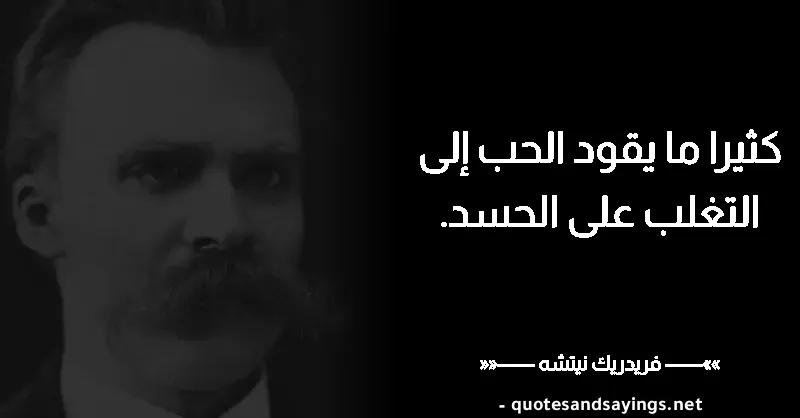 كثيرا ما يقود الحب إلى
التغلب على الحسد.
»»——— فريدريك نيتشه ———««
- quotesandsayings.net